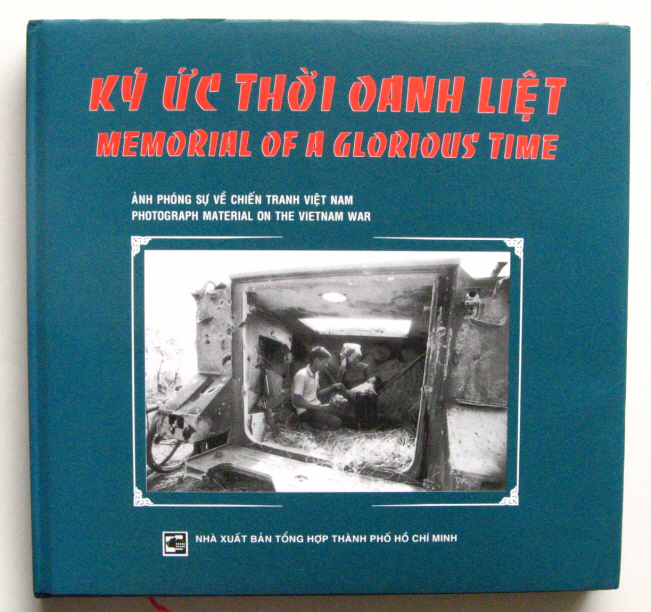 KÝ ỨC THỜI OANH LIỆT
MEMORIAL OF A GLORIOUS TIME
ẢNH PHÓNG SỰ VỀ CHIẾN TRANH VIỆT NAM
PHOTOGRAPH MATERIAL ON THE VIETNAM WAR
NHÀ XUẤT BẢN TỔNG HỢP THÀNH PHỐ HỒ CHÍ MINH